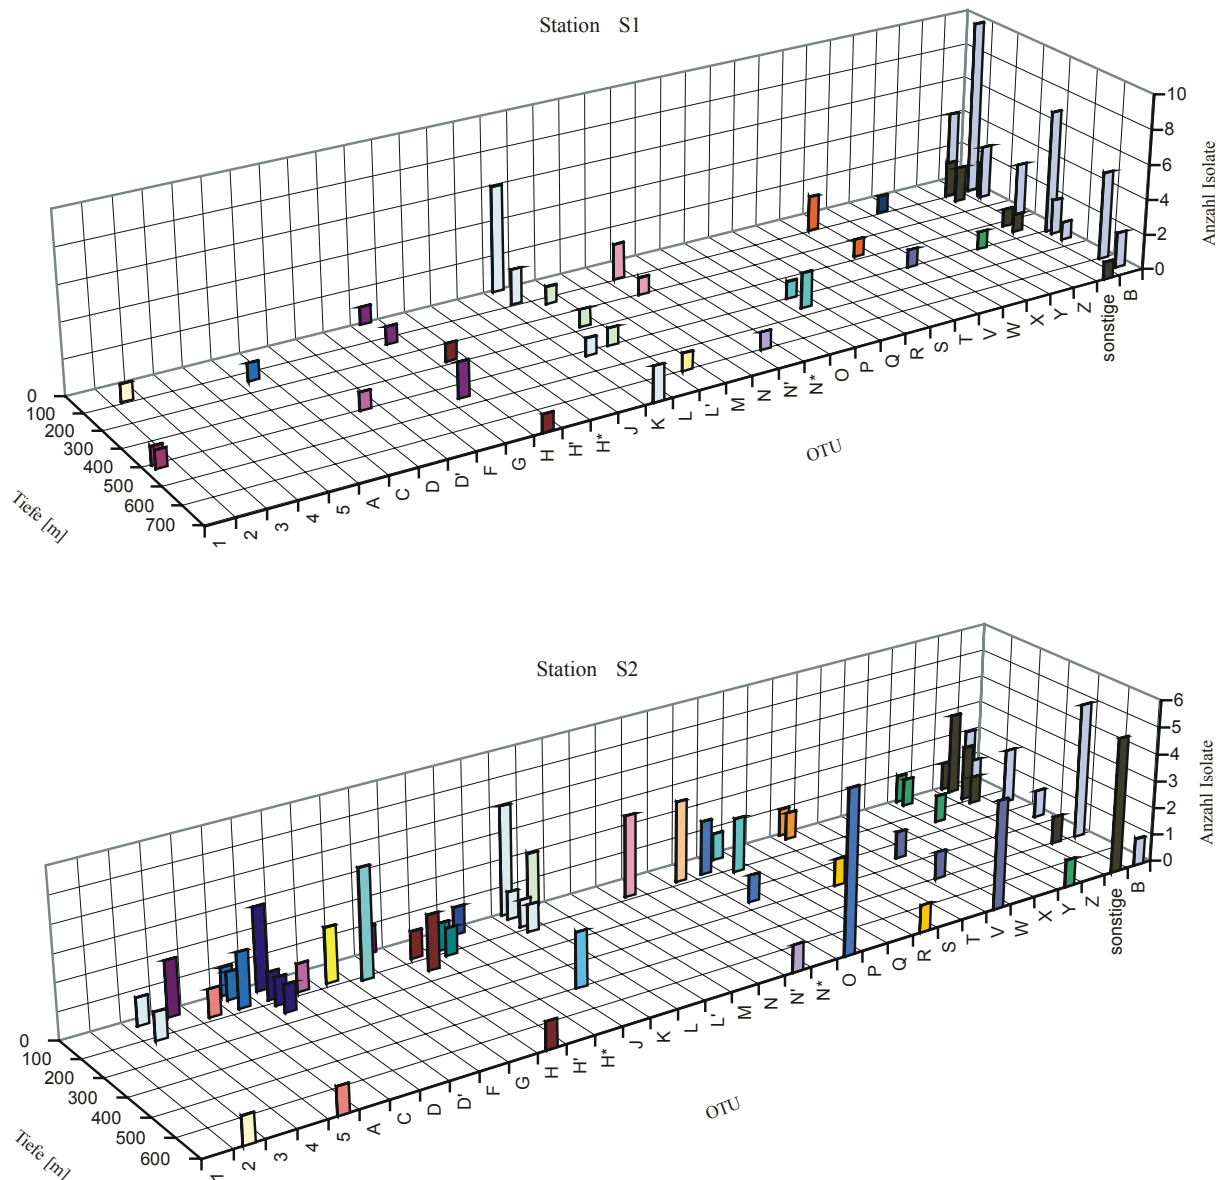 Station S1
10
8
6
4
2
0
Anzahl Isolate
0
100
200
300
400
500
600
700
Tiefe [m]
1
2
3
4
5
A
C
D
D'
F
G
H
H'
H*
J
K
L
L'
M
N
N'
N*
O
P
Q
R
S
T
V
W
X
Y
Z
sonstige
B
OTU
Station S2
6
5
4
3
2
1
0
Anzahl Isolate
0
100
200
300
400
500
600
Tiefe [m]
1
2
3
4
5
A
C
D
D'
F
G
H
H'
H*
J
K
L
L'
M
N
N'
N*
O
P
Q
R
S
T
V
W
X
Y
Z
sonstige
B
OTU